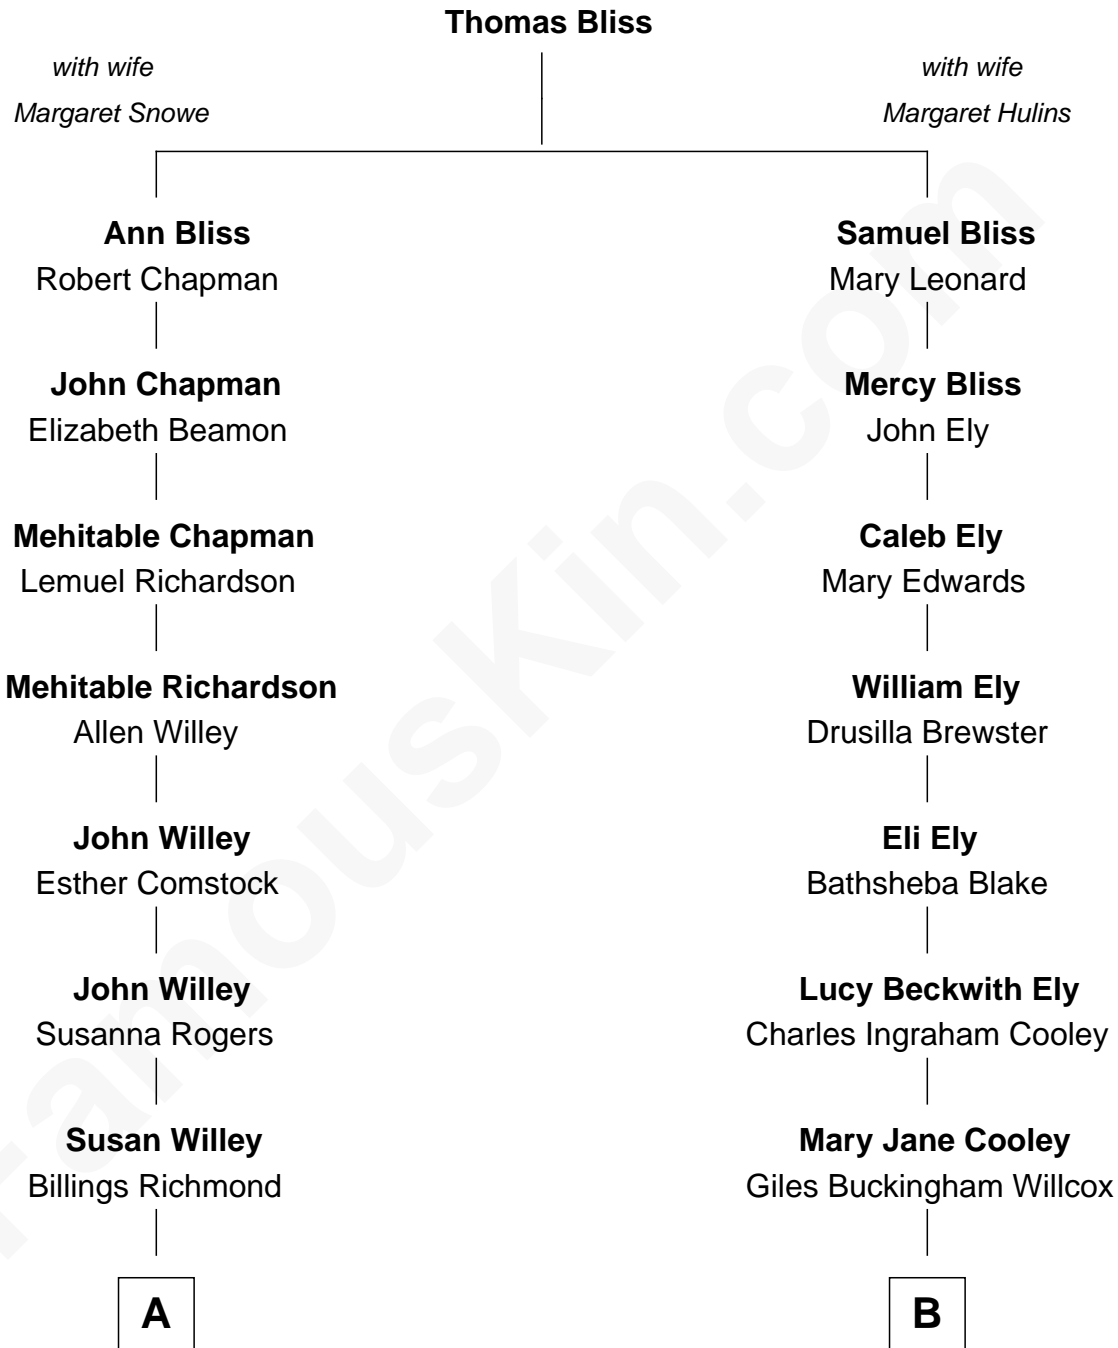 Thomas Bliss
with wife
Margaret Snowe
with wife
Margaret Hulins
Ann Bliss
Robert Chapman
Samuel Bliss
Mary Leonard
John Chapman
Elizabeth Beamon
Mercy Bliss
John Ely
Mehitable Chapman
Lemuel Richardson
Caleb Ely
Mary Edwards
Mehitable Richardson
Allen Willey
William Ely
Drusilla Brewster
John Willey
Esther Comstock
Eli Ely
Bathsheba Blake
John Willey
Susanna Rogers
Lucy Beckwith Ely
Charles Ingraham Cooley
Susan Willey
Billings Richmond
Mary Jane Cooley
Giles Buckingham Willcox
A
B
FamousKin.com